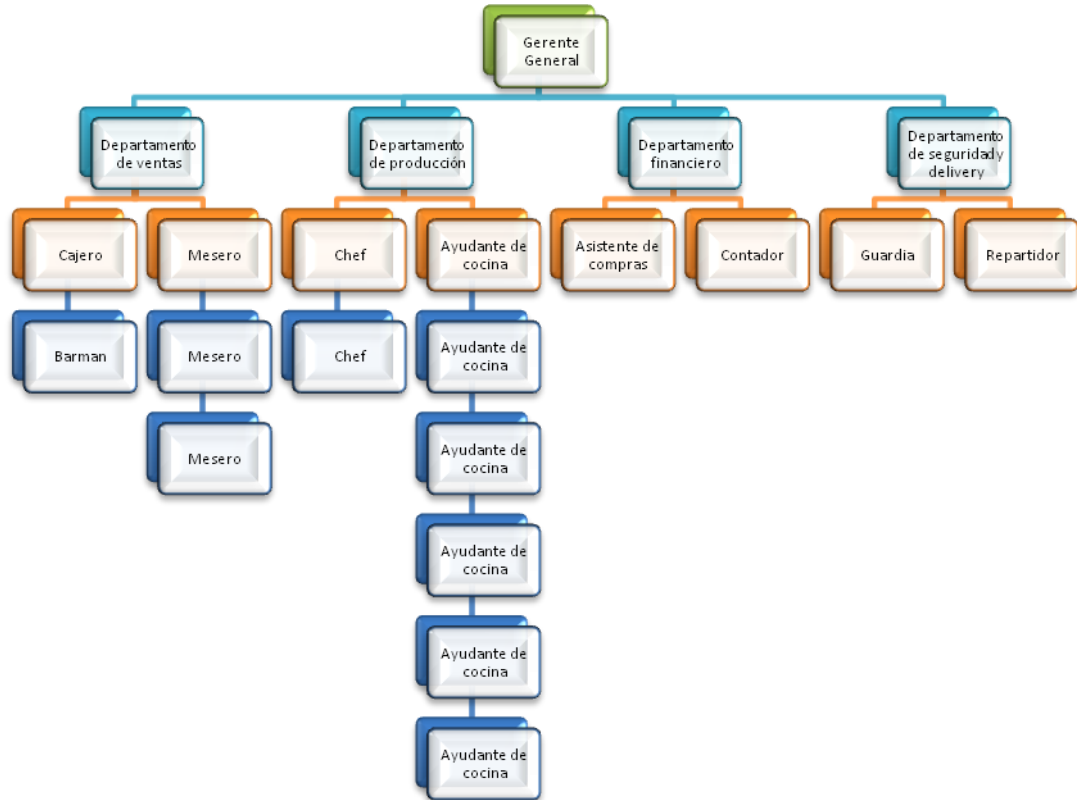 Gerente
General
Departamento
de ventas
Departamento
de producción
Departamento
financiero
Departamento
de seguridad y
delivery
Cajero
Mesero
Chef
Ayudante de
cocina
Asistente de
compras
Contador
Guardia
Repartidor
Barman
Mesero
Chef
Ayudante de
cocina
Mesero
Ayudante de
cocina
Ayudante de
cocina
Ayudante de
cocina
Ayudante de
cocina